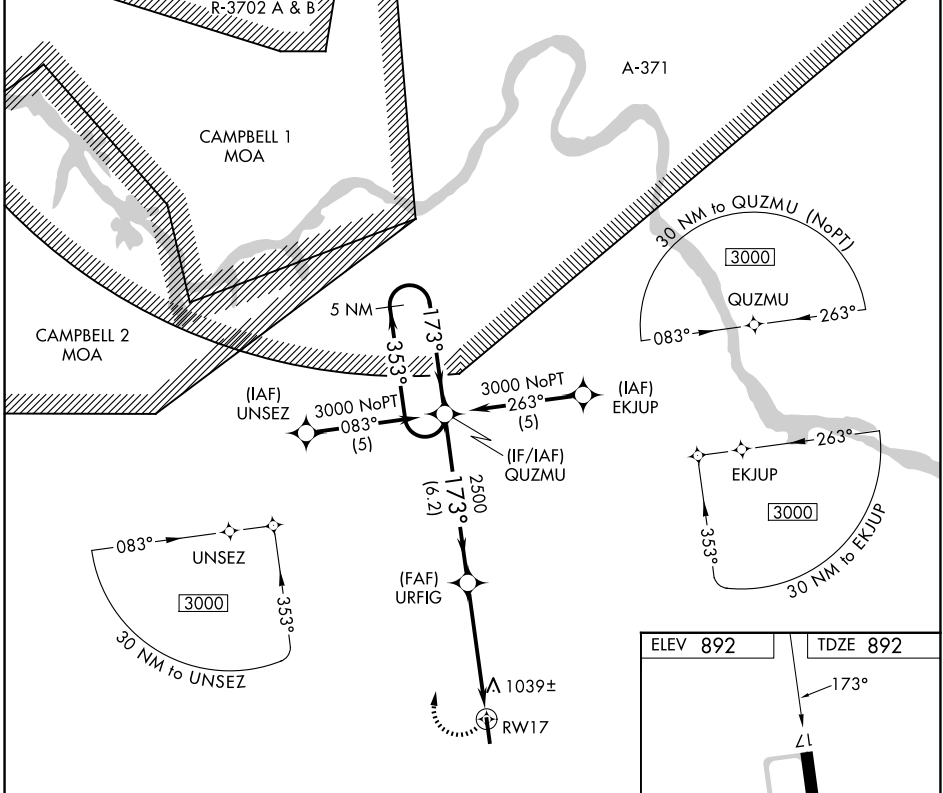 R-3702 A & B
A-371
CAMPBELL 1
MOA
30 NM to QUZMU (NoPT)
3000
QUZMU
083°
263°
5 NM
173°
353°
CAMPBELL 2
MOA
(IAF)
UNSEZ
3000 NoPT
083°
(5)
3000 NoPT
263°
(5)
(IAF)
EKJUP
(IF/IAF)
QUZMU
2500
173°
(6.2)
263°
EKJUP
3000
353°
30 NM to EKJUP
083°
UNSEZ
3000
353°
30 NM to UNSEZ
(FAF)
URFIG
1039±
RW17
ELEV 892
TDZE 892
173°
17